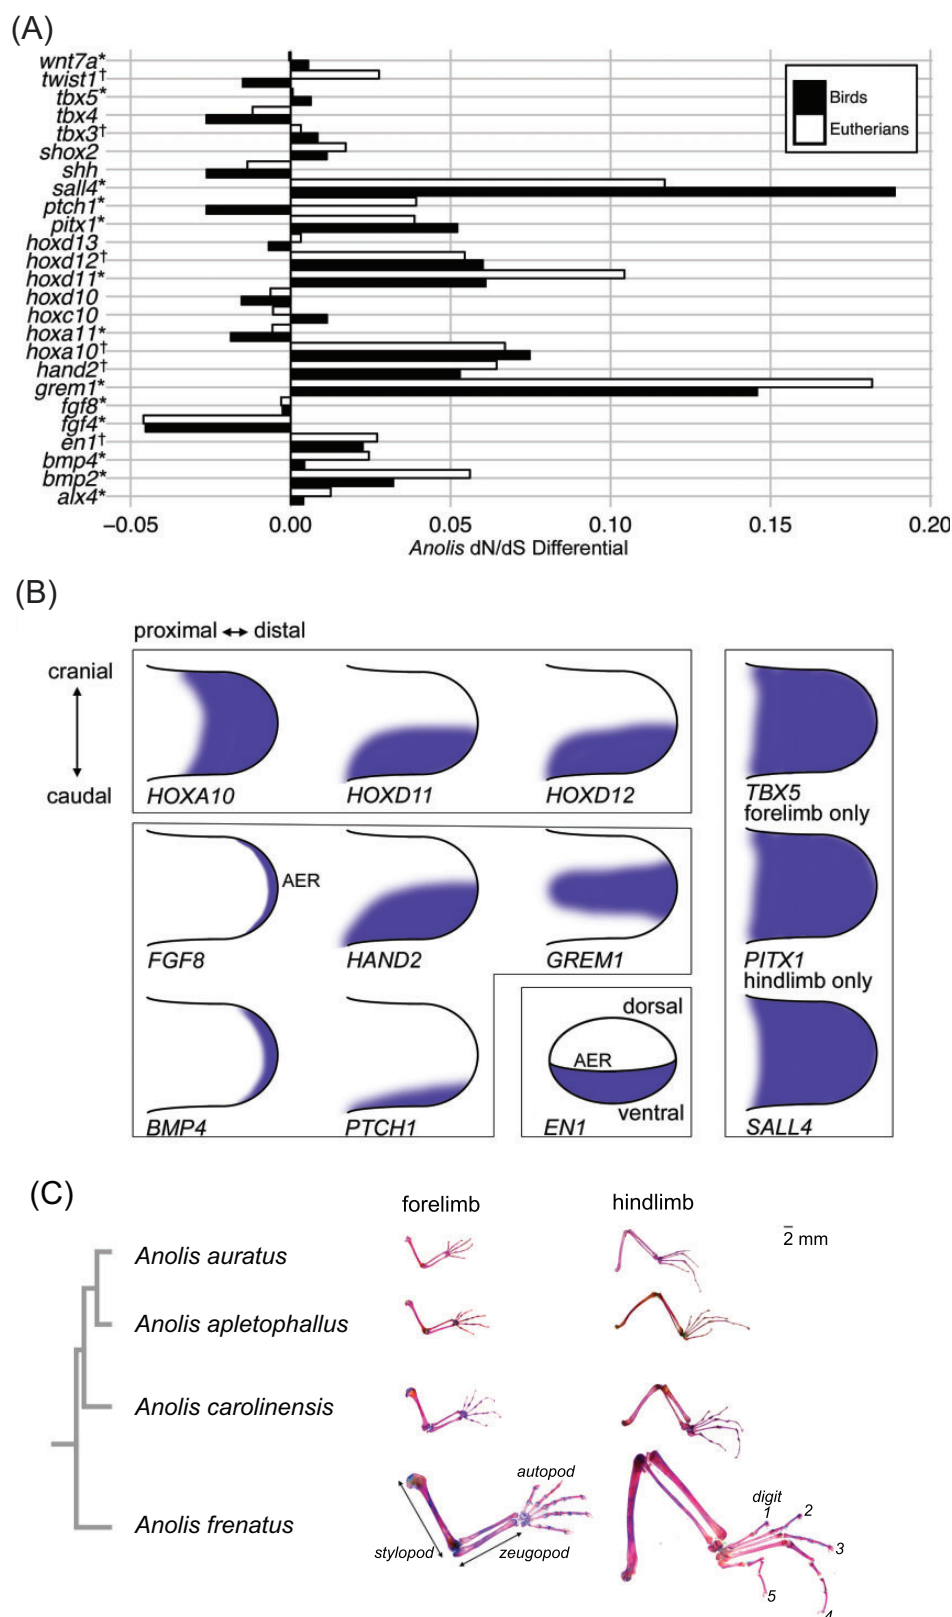 (A)
wnt7a*
twist1†
tbx5*
tbx4
tbx3†
shox2
shh
sall4*
ptch1*
pitx1*
hoxd13
hoxd12†
hoxd11*
hoxd10
hoxc10
hoxa11*
hoxa10†
hand2†
grem1*
fgf8*
fgf4*
en1†
bmp4*
bmp2*
alx4*
Birds
Eutherians
−0.05 0.00 0.05 0.10 0.15 0.20
Anolis dN/dS Differential
(B)
proximal ↔ distal
cranial
caudal
HOXA10 HOXD11 HOXD12
TBX5
forelimb only
AER
FGF8 HAND2 GREM1
PITX1
hindlimb only
BMP4 PTCH1
dorsal
AER
ventral
EN1
SALL4
(C)
forelimb hindlimb
2 mm
Anolis auratus
Anolis apletophallus
Anolis carolinensis
Anolis frenatus
autopod
stylopod
zeugopod
digit
1 2
3
5
4